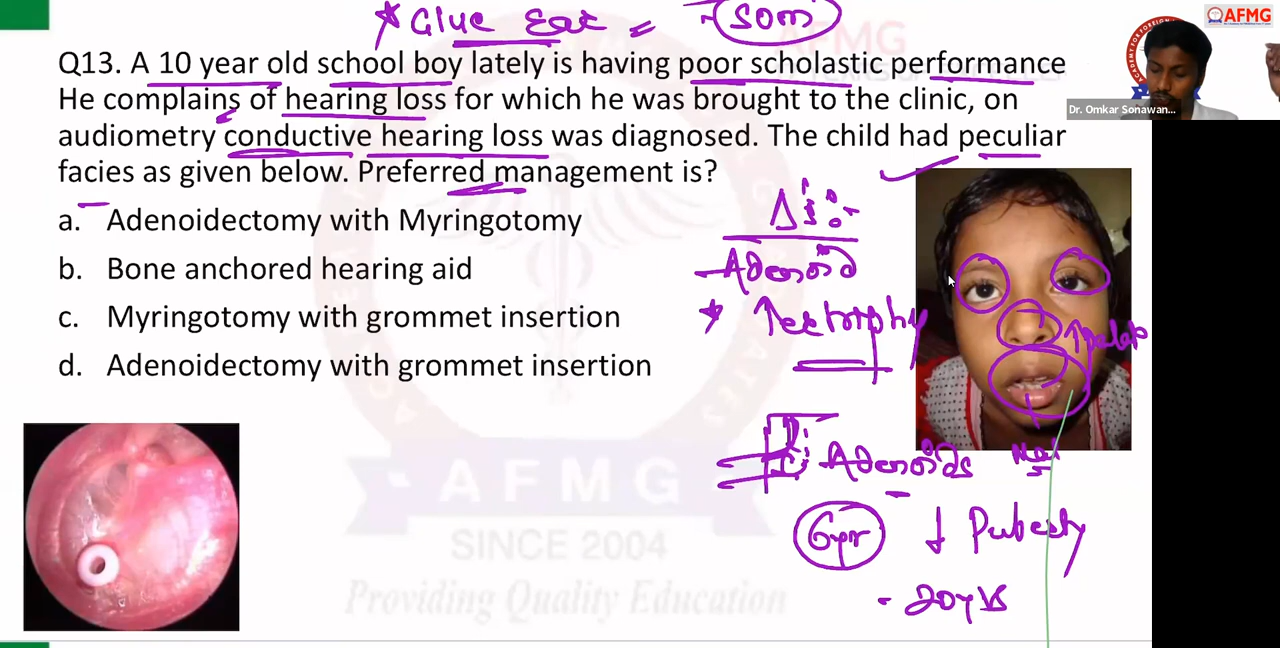 * Glue Ear = - SOM
AFMG
Q13. A 10 year old school boy lately is having poor scholastic performance
He complains of hearing loss for which he was brought to the clinic, on
audiometry conductive hearing loss was diagnosed. The child had peculiar
facies as given below. Preferred management is?
Dr. Omkar Sonawan...
a. Adenoidectomy with Myringotomy
b. Bone anchored hearing aid
c. Myringotomy with grommet insertion
d. Adenoidectomy with grommet insertion
Adenoid
Adenoids
6yr ↓ Puberty
- 20yrs
AFMG
SINCE 2004
Providing Quality Education